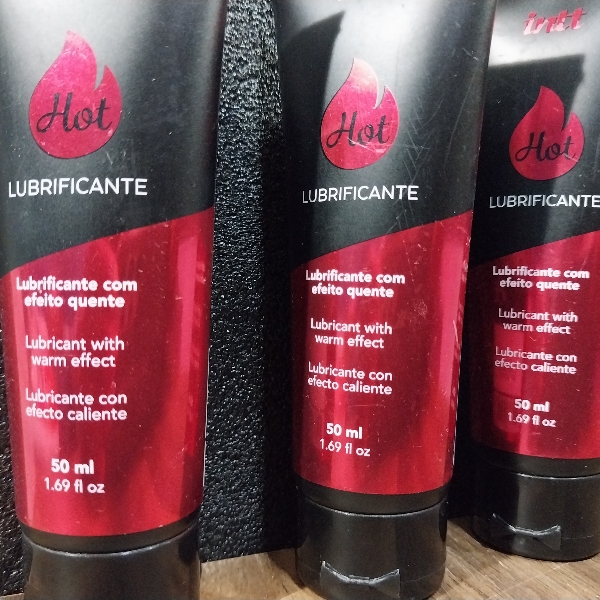 Hot
LUBRIFICANTE
Lubrificante com
efeito quente
Lubricant with
warm effect
Lubricante con
efecto caliente
50 ml
1.69 fl oz
Hot
LUBRIFICANTE
Lubrificante com
efeito quente
Lubricant with
warm effect
Lubricante con
efecto caliente
50 ml
1.69 fl oz
intt
Hot
LUBRIFICANTE
Lubrificante com
efeito quente
Lubricant with
warm effect
Lubricante con
efecto caliente
50 ml
1.69 fl oz